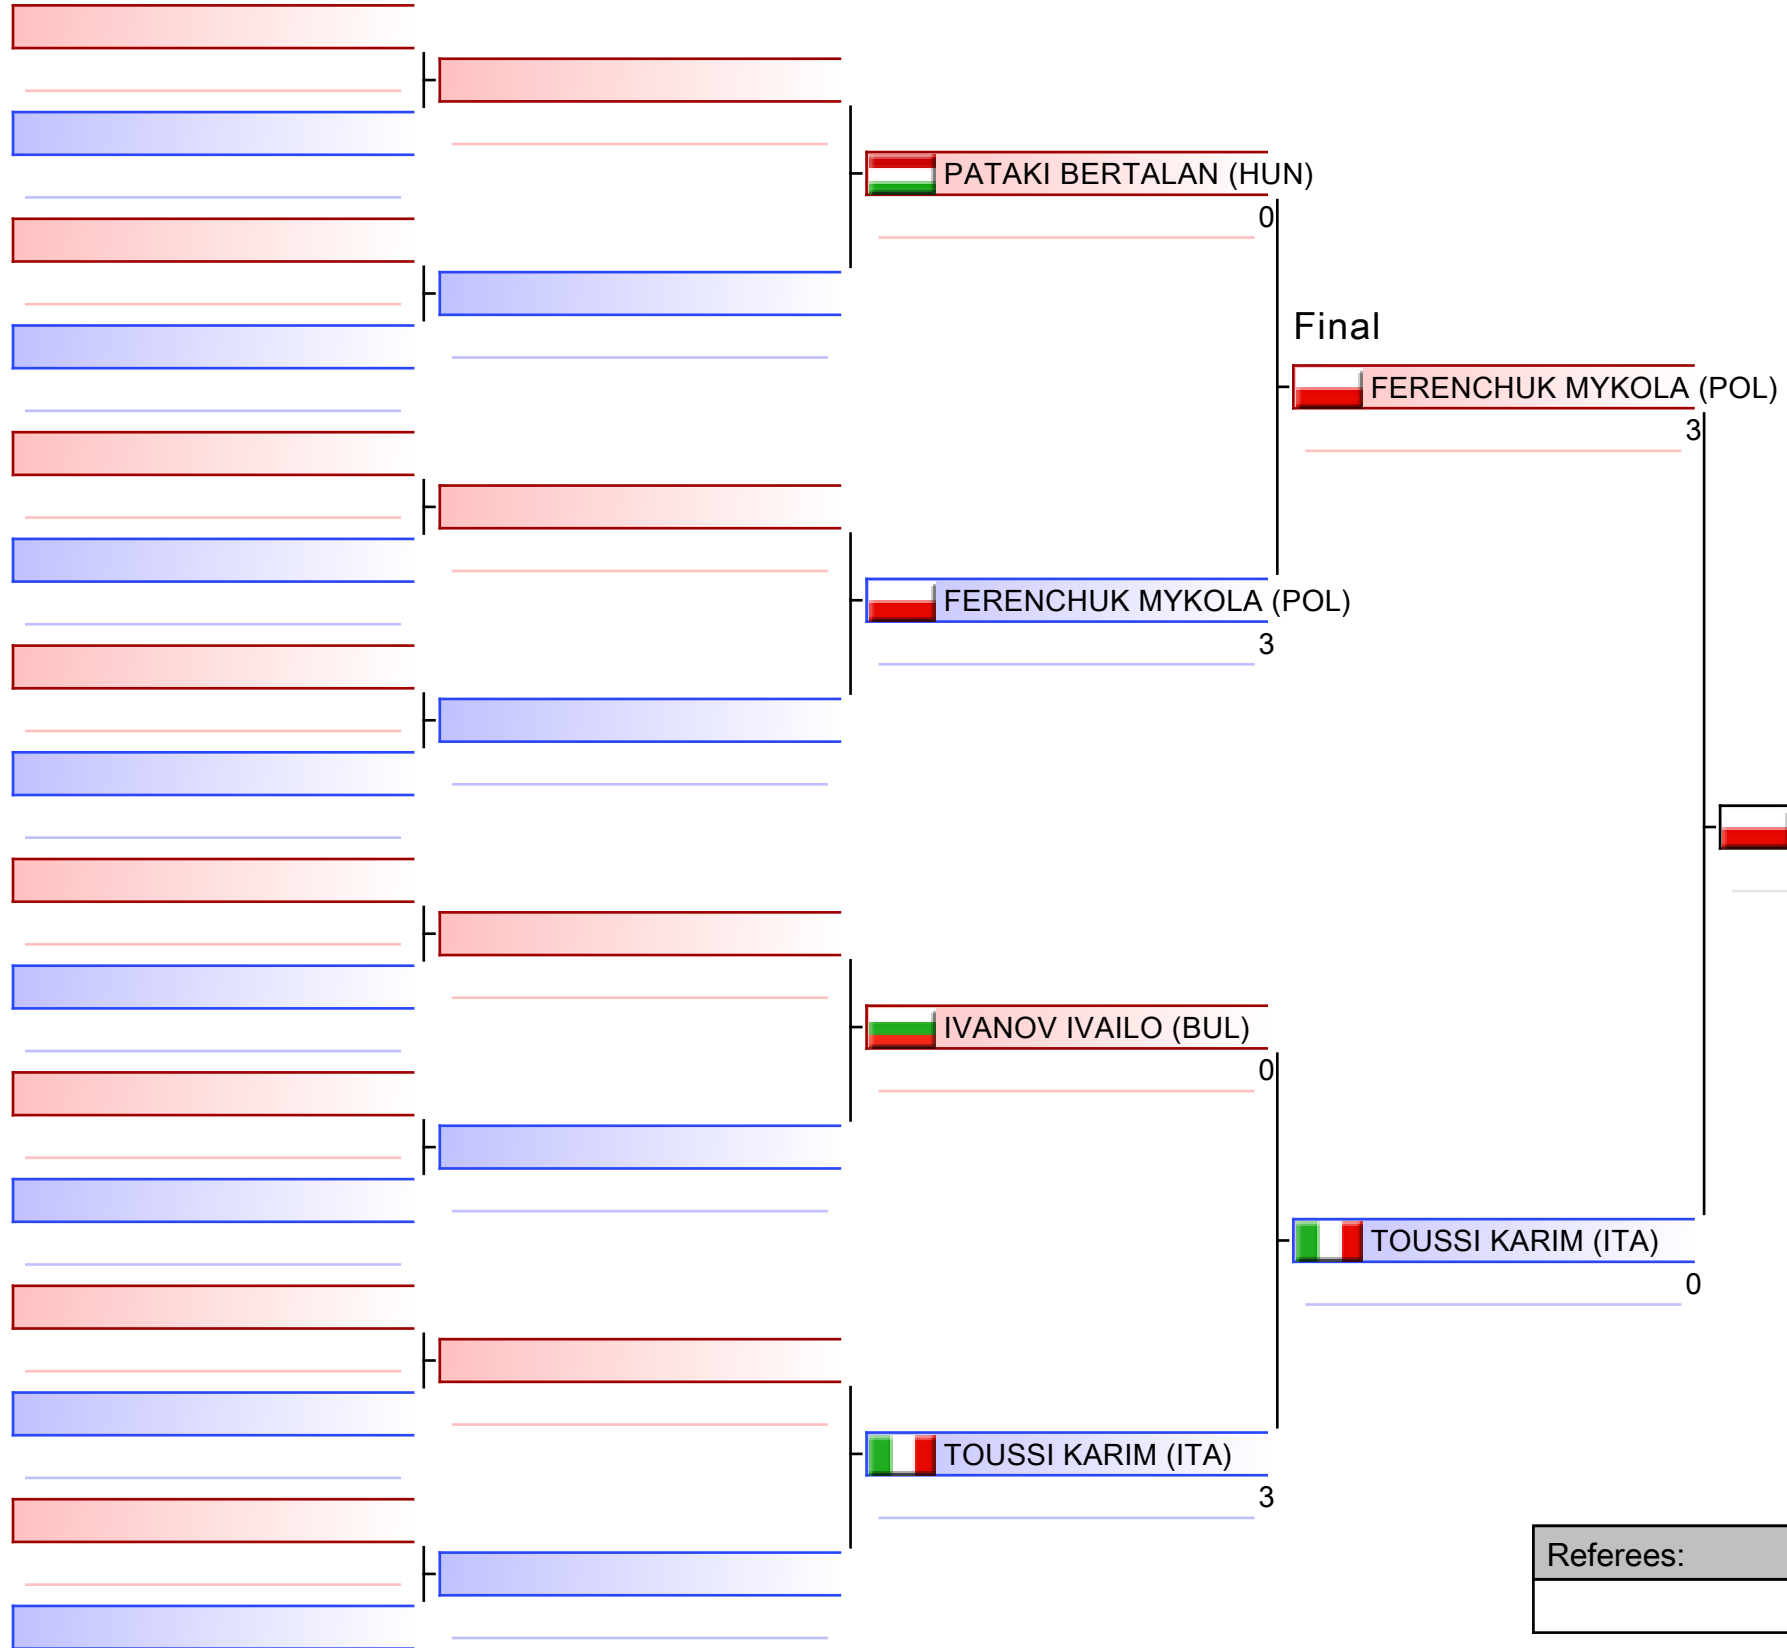 PATAKI BERTALAN (HUN)
0
Final
FERENCHUK MYKOLA (POL)
3
FERENCHUK MYKOLA (POL)
3
IVANOV IVAILO (BUL)
0
TOUSSI KARIM (ITA)
0
TOUSSI KARIM (ITA)
3
Referees: